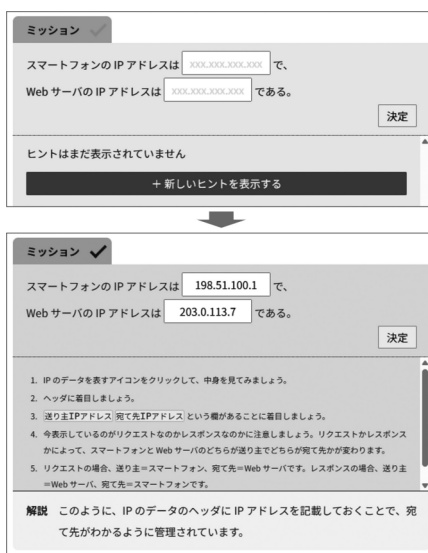 ミッション
スマートフォンの IP アドレスは xxx.xxx.xxx.xxx で、
Web サーバの IP アドレスは xxx.xxx.xxx.xxx である。
決定
ヒントはまだ表示されていません
+ 新しいヒントを表示する
ミッション
スマートフォンの IP アドレスは 198.51.100.1 で、
Web サーバの IP アドレスは 203.0.113.7 である。
決定
1. IP のデータを表すアイコンをクリックして、中身を見てみましょう。
2. ヘッダに着目しましょう。
3. 送り主IPアドレス 宛て先IPアドレス という欄があることに着目しましょう。
4. 今表示しているのがリクエストなのかレスポンスなのかに注意しましょう。リクエストかレスポンス
かによって、スマートフォンと Web サーバのどちらが送り主でどちらが宛て先かが変わります。
5. リクエストの場合、送り主=スマートフォン、宛て先=Web サーバです。レスポンスの場合、送り主
=Web サーバ、宛て先=スマートフォンです。
解説 このように、IP のデータのヘッダに IP アドレスを記載しておくことで、宛
て先がわかるように管理されています。